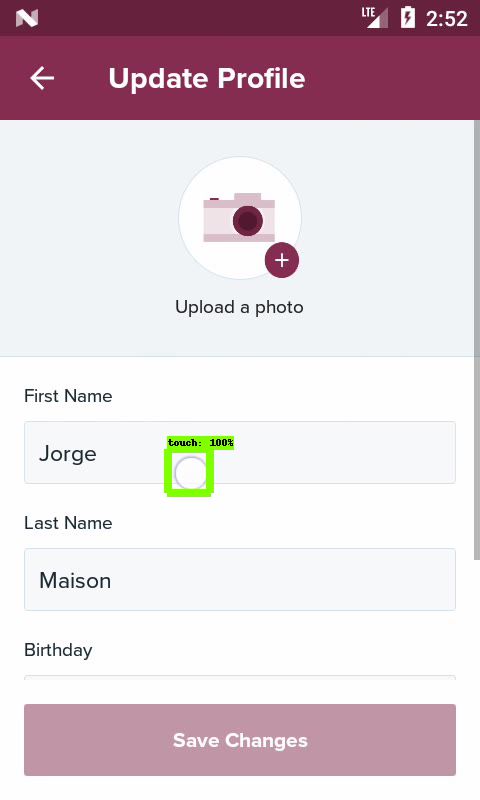 LTE 2:52
Update Profile
Upload a photo
First Name
touch: 100%
Jorge
Last Name
Maison
Birthday
Save Changes